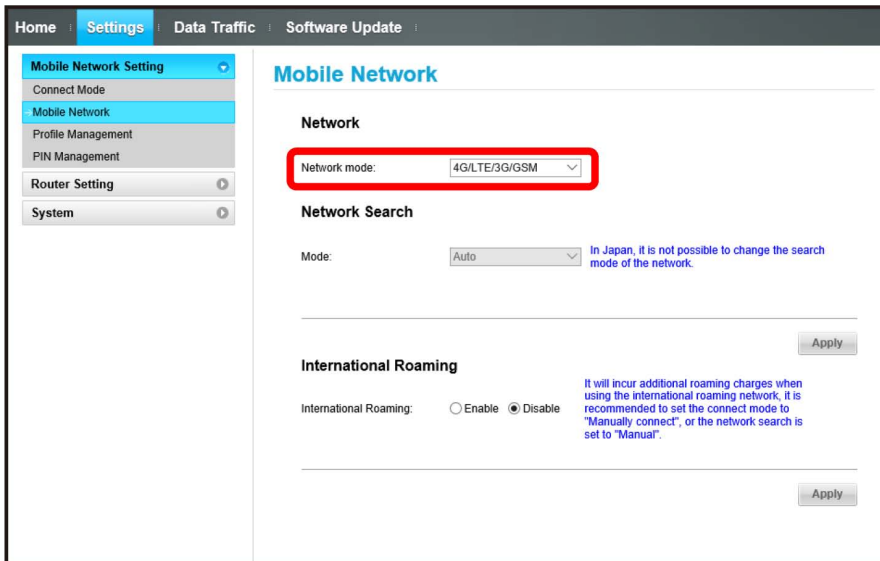 Home Settings Data Traffic Software Update
Mobile Network Setting
Connect Mode
Mobile Network
Profile Management
PIN Management
Router Setting
System
Mobile Network
Network
Network mode: 4G/LTE/3G/GSM
Network Search
Mode: Auto
In Japan, it is not possible to change the search
mode of the network.
Apply
International Roaming
International Roaming: Enable Disable
It will incur additional roaming charges when
using the international roaming network, it is
recommended to set the connect mode to
"Manually connect", or the network search is
set to "Manual".
Apply